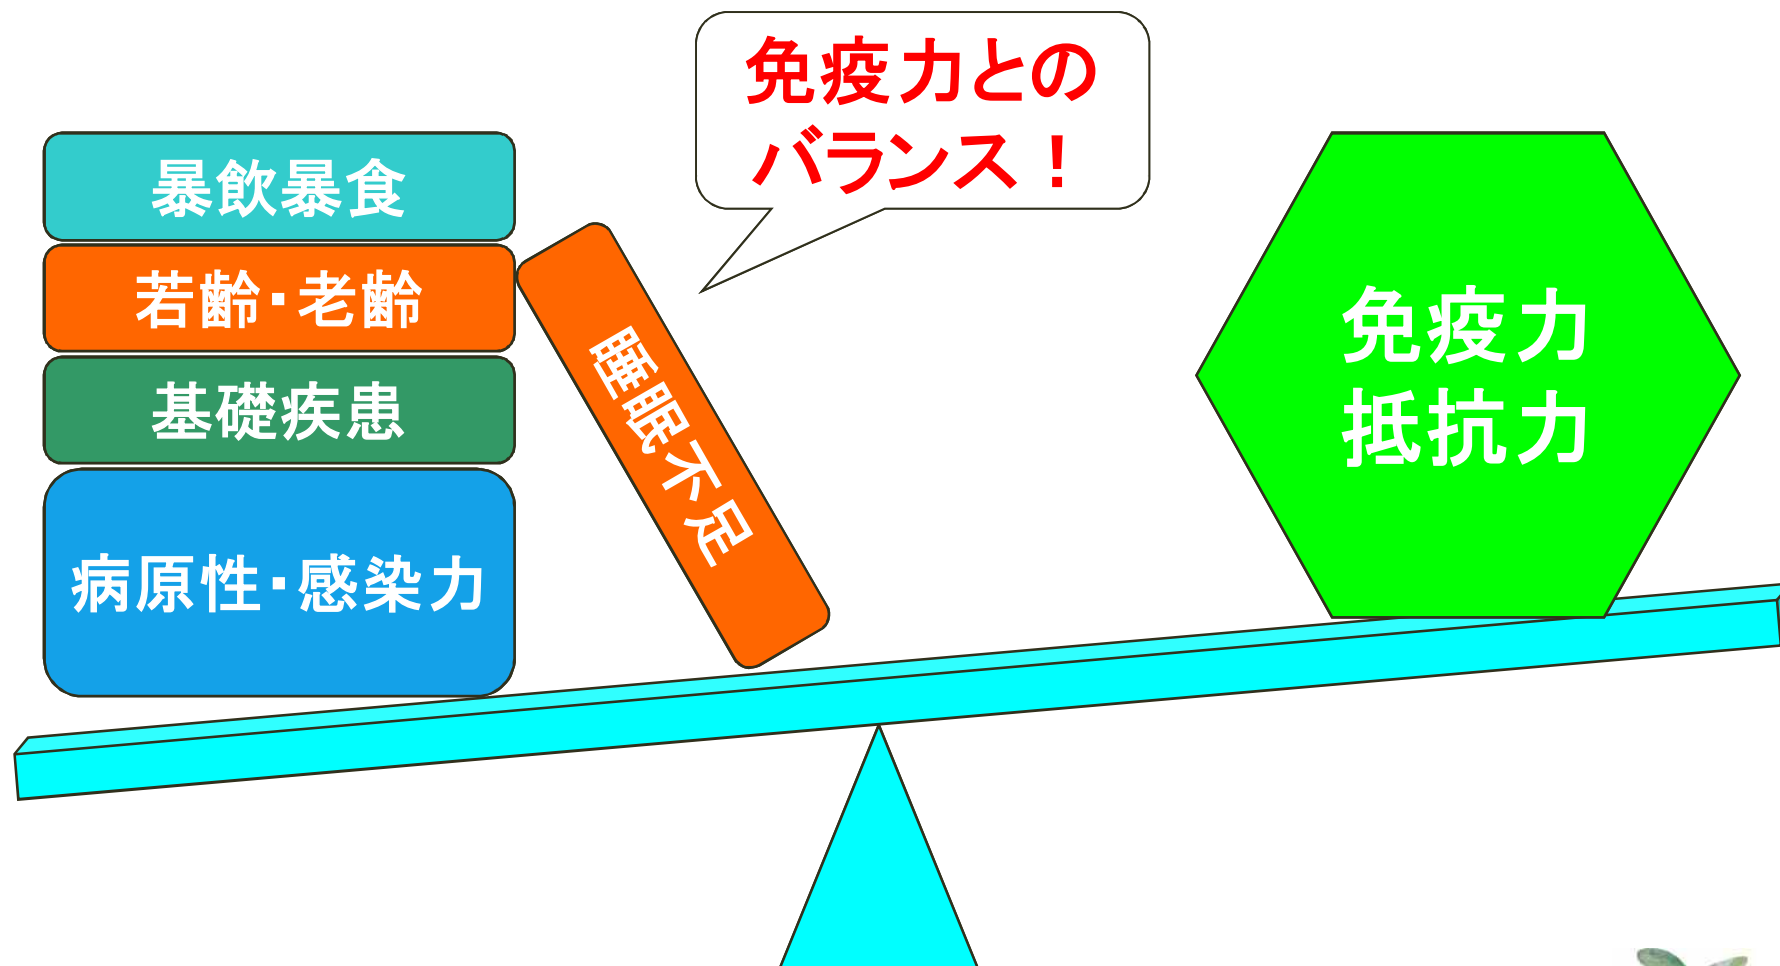 免疫力との
バランス！
暴飲暴食
若齢・老齢
基礎疾患
病原性・感染力
睡眠不足
免疫力
抵抗力